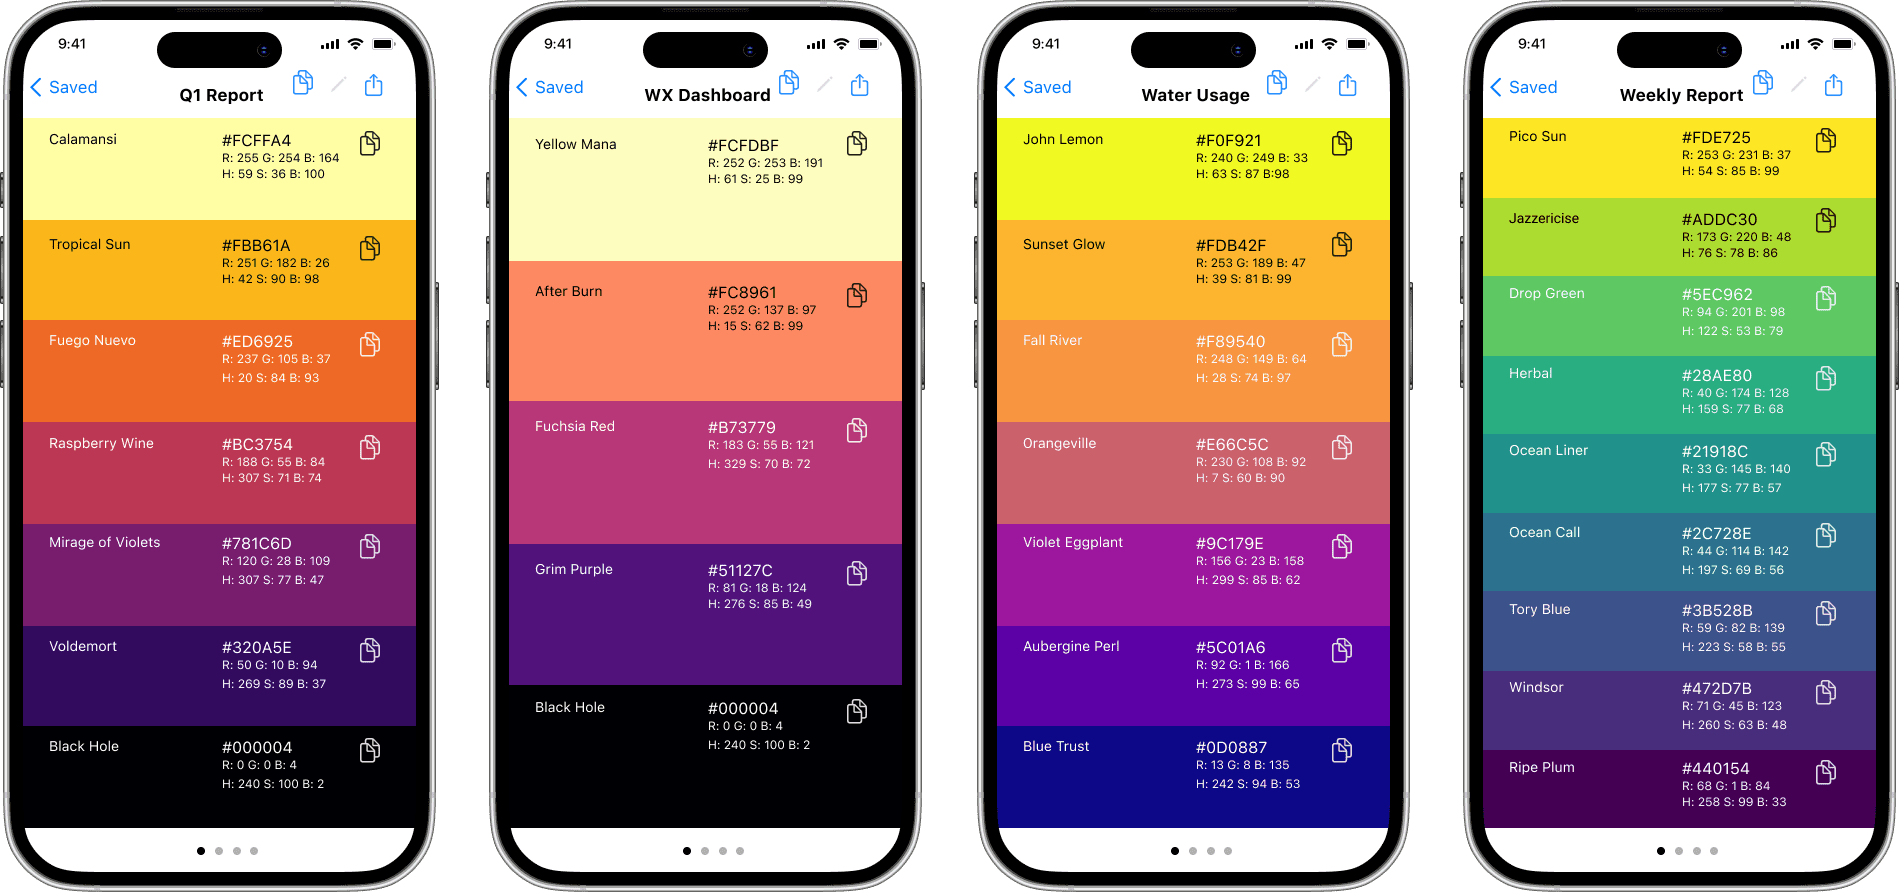 9:41
Saved
Q1 Report
Calamansi
#FCFFA4
R: 255 G: 254 B: 164
H: 59 S: 36 B: 100
Tropical Sun
#FBB61A
R: 251 G: 182 B: 26
H: 42 S: 90 B: 98
Fuego Nuevo
#ED6925
R: 237 G: 105 B: 37
H: 20 S: 84 B: 93
Raspberry Wine
#BC3754
R: 188 G: 55 B: 84
H: 307 S: 71 B: 74
Mirage of Violets
#781C6D
R: 120 G: 28 B: 109
H: 307 S: 77 B: 47
Voldemort
#320A5E
R: 50 G: 10 B: 94
H: 269 S: 89 B: 37
Black Hole
#000004
R: 0 G: 0 B: 4
H: 240 S: 100 B: 2
9:41
Saved
WX Dashboard
Yellow Mana
#FCFDBF
R: 252 G: 253 B: 191
H: 61 S: 25 B: 99
After Burn
#FC8961
R: 252 G: 137 B: 97
H: 15 S: 62 B: 99
Fuchsia Red
#B73779
R: 183 G: 55 B: 121
H: 329 S: 70 B: 72
Grim Purple
#51127C
R: 81 G: 18 B: 124
H: 276 S: 85 B: 49
Black Hole
#000004
R: 0 G: 0 B: 4
H: 240 S: 100 B: 2
9:41
Saved
Water Usage
John Lemon
#F0F921
R: 240 G: 249 B: 33
H: 63 S: 87 B:98
Sunset Glow
#FDB42F
R: 253 G: 189 B: 47
H: 39 S: 81 B: 99
Fall River
#F89540
R: 248 G: 149 B: 64
H: 28 S: 74 B: 97
Orangeville
#E66C5C
R: 230 G: 108 B: 92
H: 7 S: 60 B: 90
Violet Eggplant
#9C179E
R: 156 G: 23 B: 158
H: 299 S: 85 B: 62
Aubergine Perl
#5C01A6
R: 92 G: 1 B: 166
H: 273 S: 99 B: 65
Blue Trust
#0D0887
R: 13 G: 8 B: 135
H: 242 S: 94 B: 53
9:41
Saved
Weekly Report
Pico Sun
#FDE725
R: 253 G: 231 B: 37
H: 54 S: 85 B: 99
Jazzericise
#ADDC30
R: 173 G: 220 B: 48
H: 76 S: 78 B: 86
Drop Green
#5EC962
R: 94 G: 201 B: 98
H: 122 S: 53 B: 79
Herbal
#28AE80
R: 40 G: 174 B: 128
H: 159 S: 77 B: 68
Ocean Liner
#21918C
R: 33 G: 145 B: 140
H: 177 S: 77 B: 57
Ocean Call
#2C728E
R: 44 G: 114 B: 142
H: 197 S: 69 B: 56
Tory Blue
#3B528B
R: 59 G: 82 B: 139
H: 223 S: 58 B: 55
Windsor
#472D7B
R: 71 G: 45 B: 123
H: 260 S: 63 B: 48
Ripe Plum
#440154
R: 68 G: 1 B: 84
H: 258 S: 99 B: 33